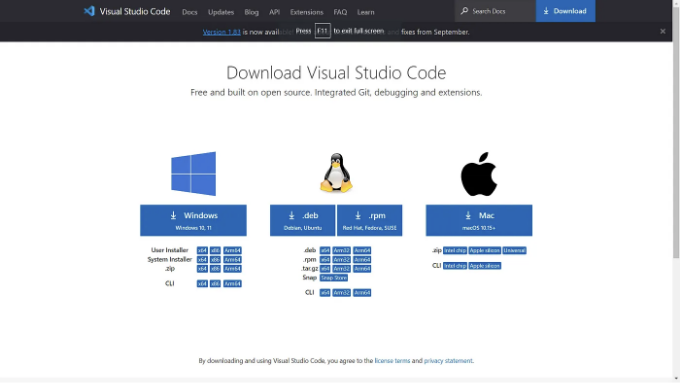 Visual Studio Code Docs Updates Blog API Extensions FAQ Learn Search Docs Download
Version 1.83 is now avail Press F11 to exit full screen and fixes from September.
Download Visual Studio Code
Free and built on open source. Integrated Git, debugging and extensions.
Windows
Windows 10, 11
User Installer x64 x86 Arm64
System Installer x64 x86 Arm64
.zip x64 x86 Arm64
CLI x64 x86 Arm64
.deb
Debian, Ubuntu
.rpm
Red Hat, Fedora, SUSE
.deb x64 Arm32 Arm64
.rpm x64 Arm32 Arm64
.tar.gz x64 Arm32 Arm64
Snap Snap Store
CLI x64 Arm32 Arm64
Mac
macOS 10.15+
.zip Intel chip Apple silicon Universal
CLI Intel chip Apple silicon
By downloading and using Visual Studio Code, you agree to the license terms and privacy statement.